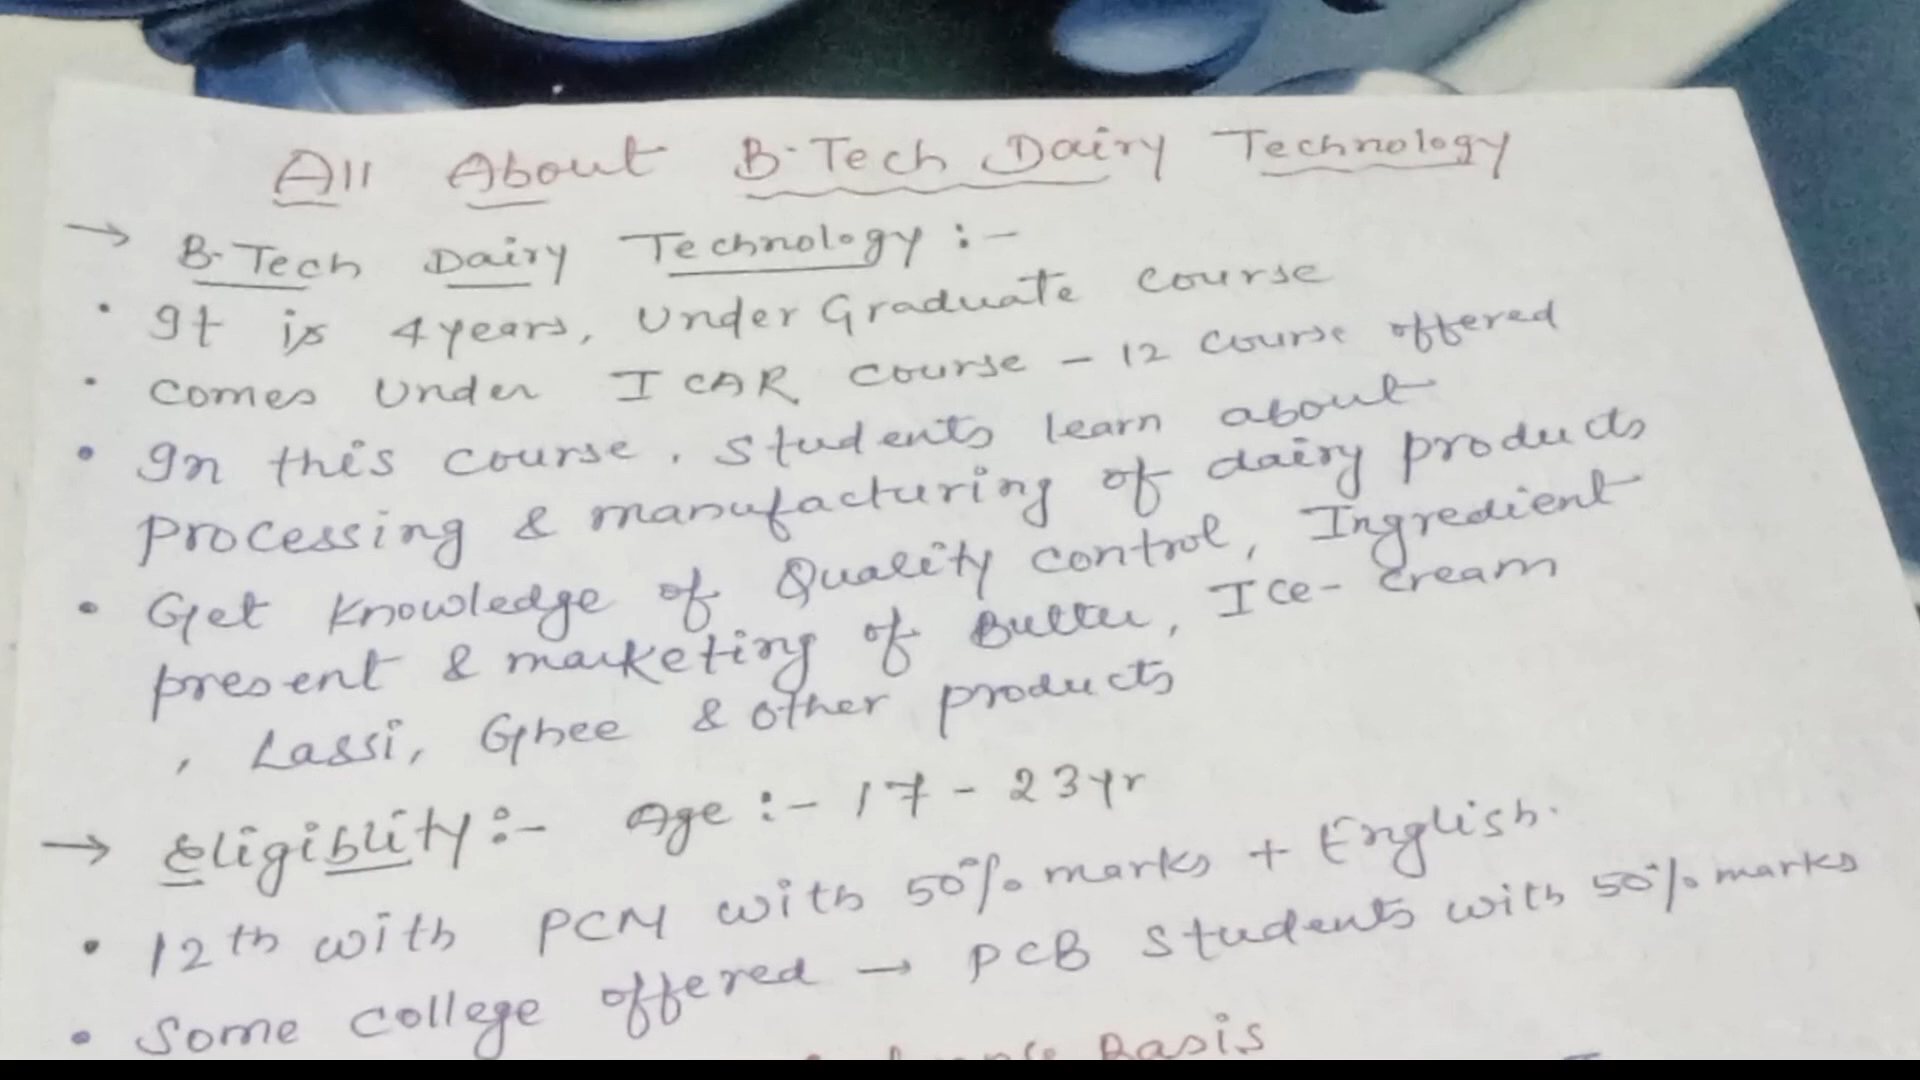 All About B.Tech Dairy Technology
→ B.Tech Dairy Technology :-
• It is 4 years, Under Graduate course
• comes Under ICAR course - 12 course offered
• In this course, students learn about
processing & manufacturing of dairy products
• Get knowledge of Quality control, Ingredient
present & marketing of Butter, Ice-cream
, Lassi, Ghee & other products
→ Eligiblity :- Age :- 17 - 23 yr
• 12th with PCM with 50% marks + English.
• Some college offered → PCB students with 50% marks
Basis